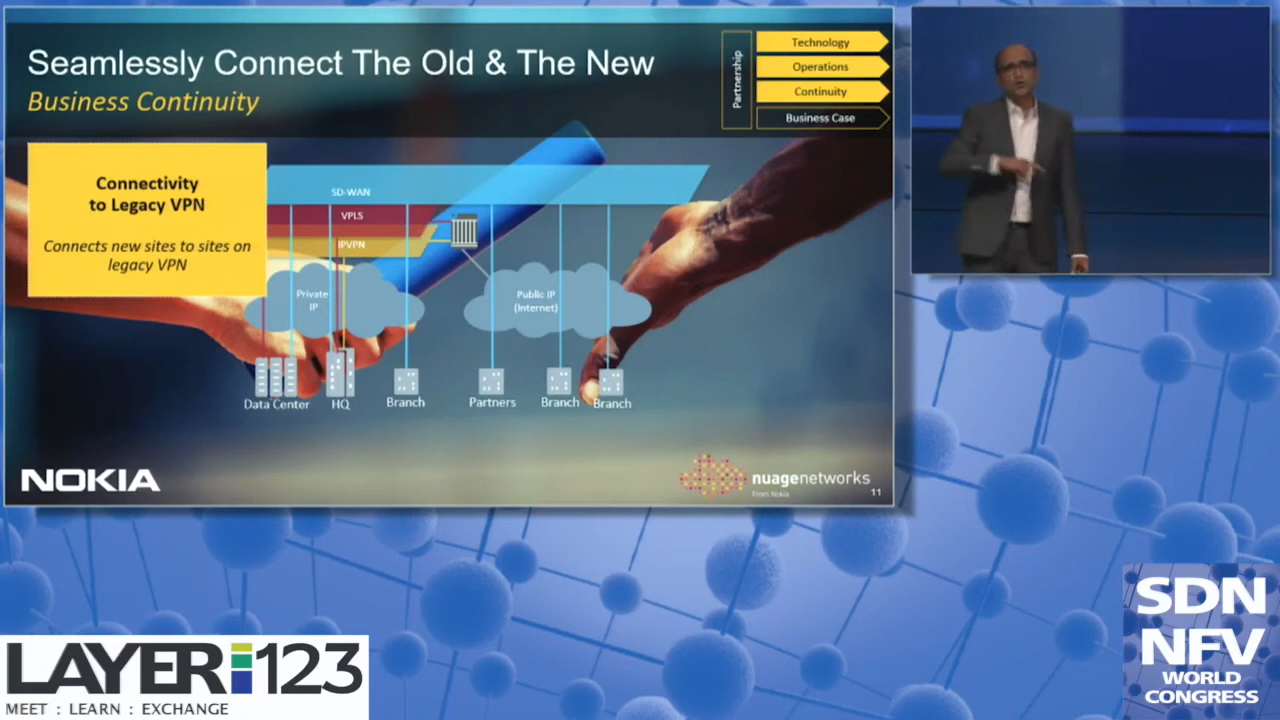 Seamlessly Connect The Old & The New
Business Continuity
Partnership
Technology
Operations
Continuity
Business Case
Connectivity
to Legacy VPN
Connects new sites to sites on
legacy VPN
SD-WAN
VPLS
IPVPN
Private
IP
Public IP
(Internet)
Data Center
HQ
Branch
Partners
Branch
Branch
NOKIA
nuagenetworks
From Nokia
11
LAYER123
MEET : LEARN : EXCHANGE
SDN
NFV
WORLD
CONGRESS